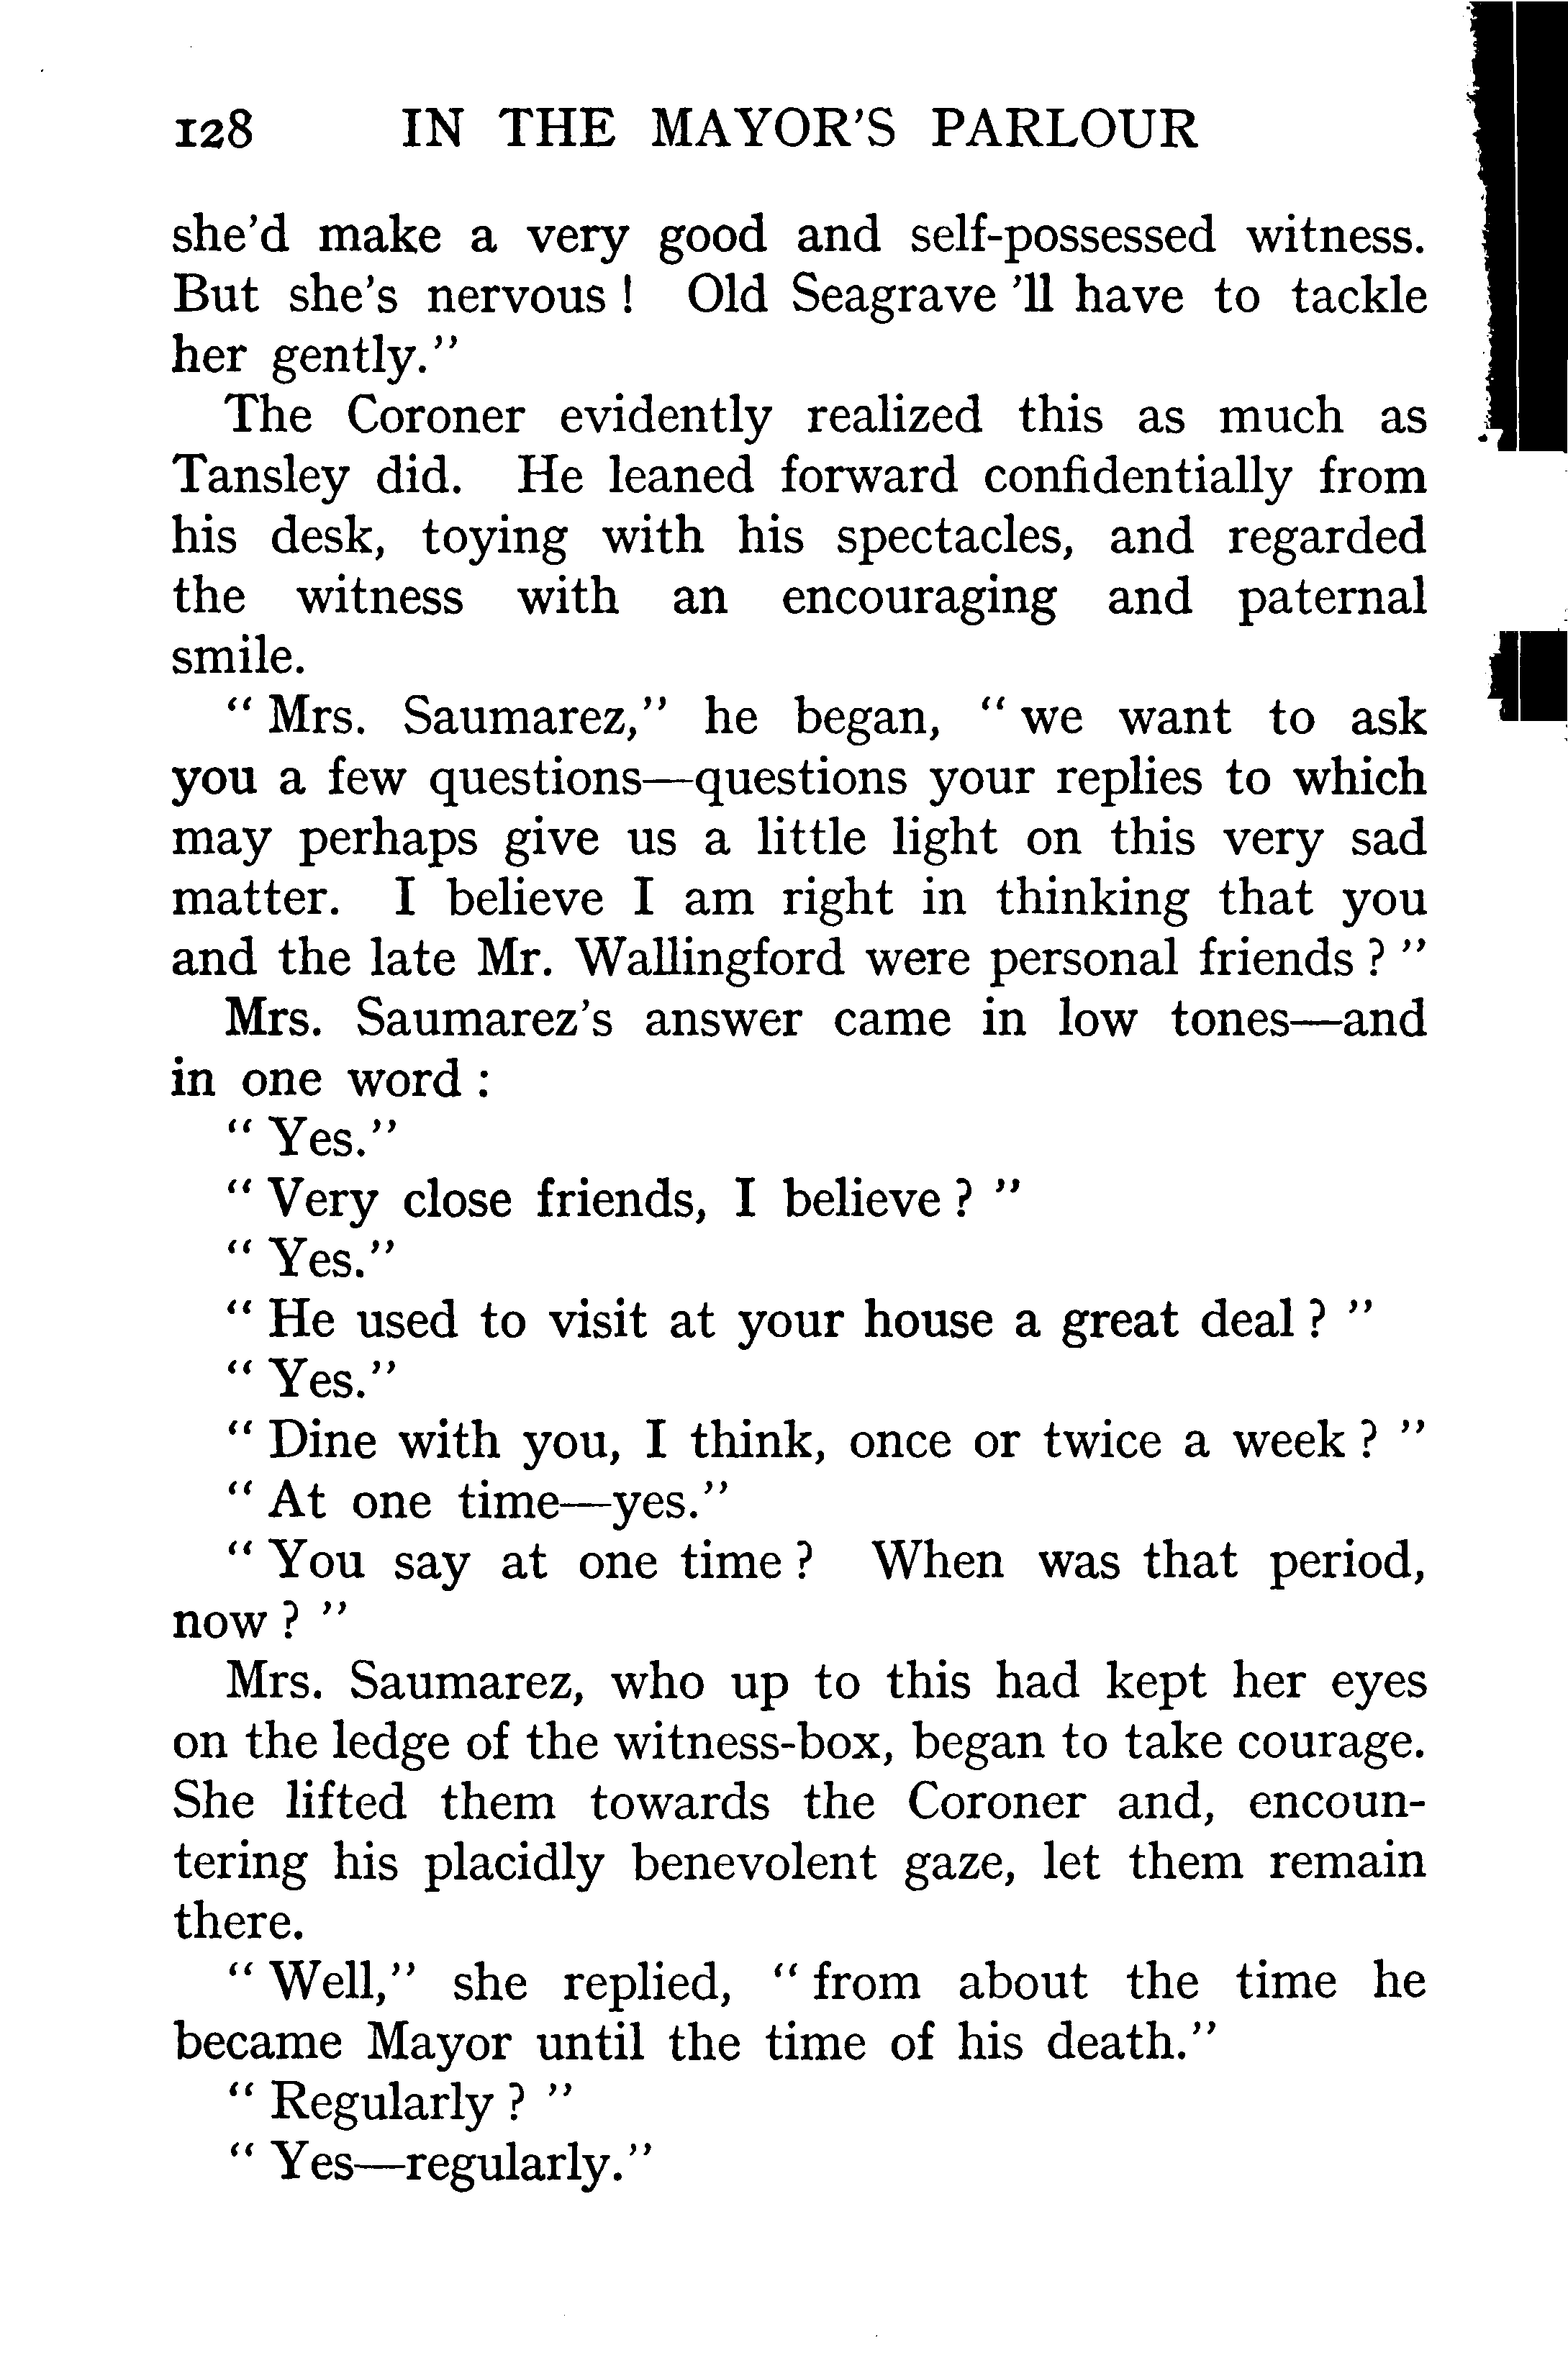 128 IN THE MAYOR'S PARLOUR
she'd make a very good and self-possessed witness.
But she's nervous ! Old Seagrave 'll have to tackle
her gently."
The Coroner evidently realized this as much as
Tansley did. He leaned forward confidentially from
his desk, toying with his spectacles, and regarded
the witness with an encouraging and paternal
smile.
" Mrs. Saumarez," he began, " we want to ask
you a few questions—questions your replies to which
may perhaps give us a little light on this very sad
matter. I believe I am right in thinking that you
and the late Mr. Wallingford were personal friends ? "
Mrs. Saumarez's answer came in low tones—and
in one word :
" Yes."
" Very close friends, I believe ? "
" Yes."
" He used to visit at your house a great deal ? "
" Yes."
" Dine with you, I think, once or twice a week ? "
" At one time—yes."
" You say at one time ? When was that period,
now ? "
Mrs. Saumarez, who up to this had kept her eyes
on the ledge of the witness-box, began to take courage.
She lifted them towards the Coroner and, encoun-
tering his placidly benevolent gaze, let them remain
there.
" Well," she replied, " from about the time he
became Mayor until the time of his death."
" Regularly ? "
" Yes—regularly."